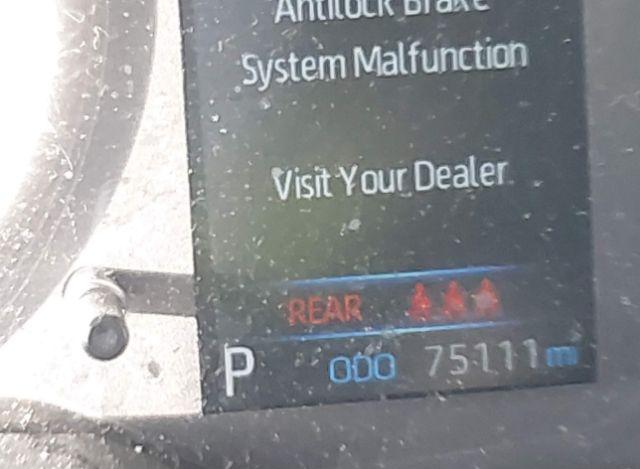 Antilock Brake
System Malfunction
Visit Your Dealer
REAR
P ODO 75111 mi